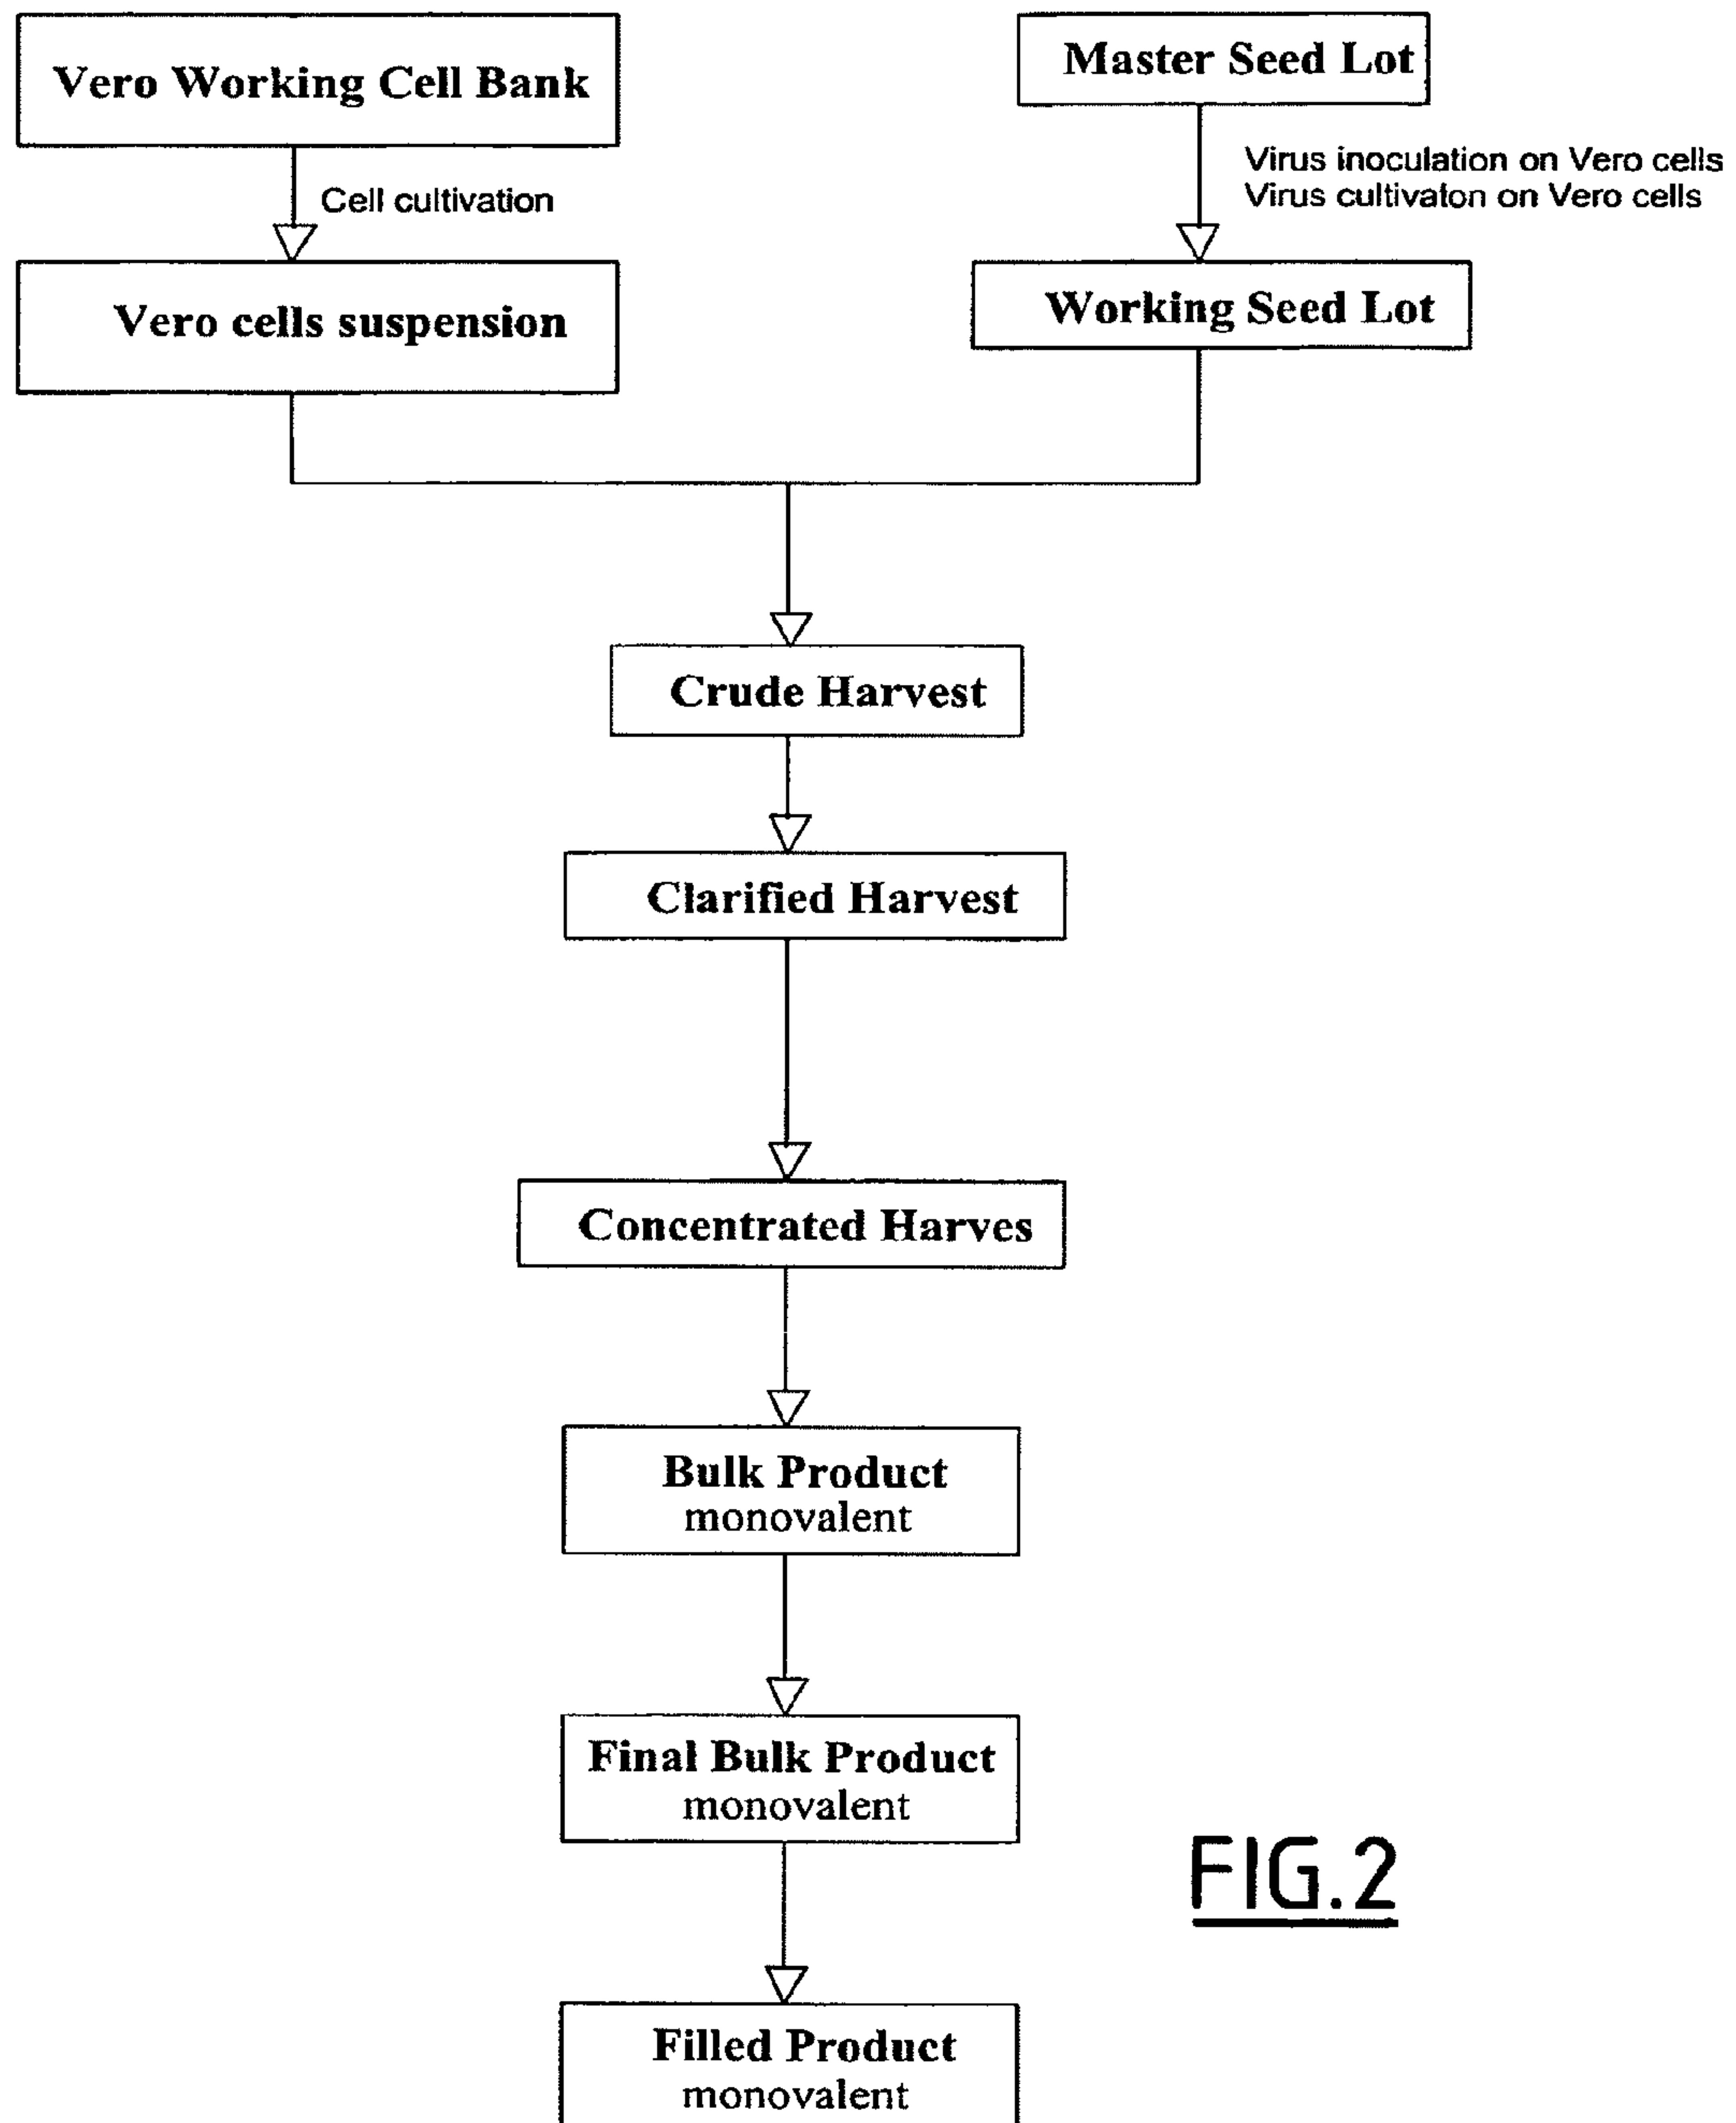 Vero Working Cell Bank
Master Seed Lot
Cell cultivation
Virus inoculation on Vero cells
Virus cultivaton on Vero cells
Vero cells suspension
Working Seed Lot
Crude Harvest
Clarified Harvest
Concentrated Harves
Bulk Product
monovalent
Final Bulk Product
monovalent
FIG.2
Filled Product
monovalent